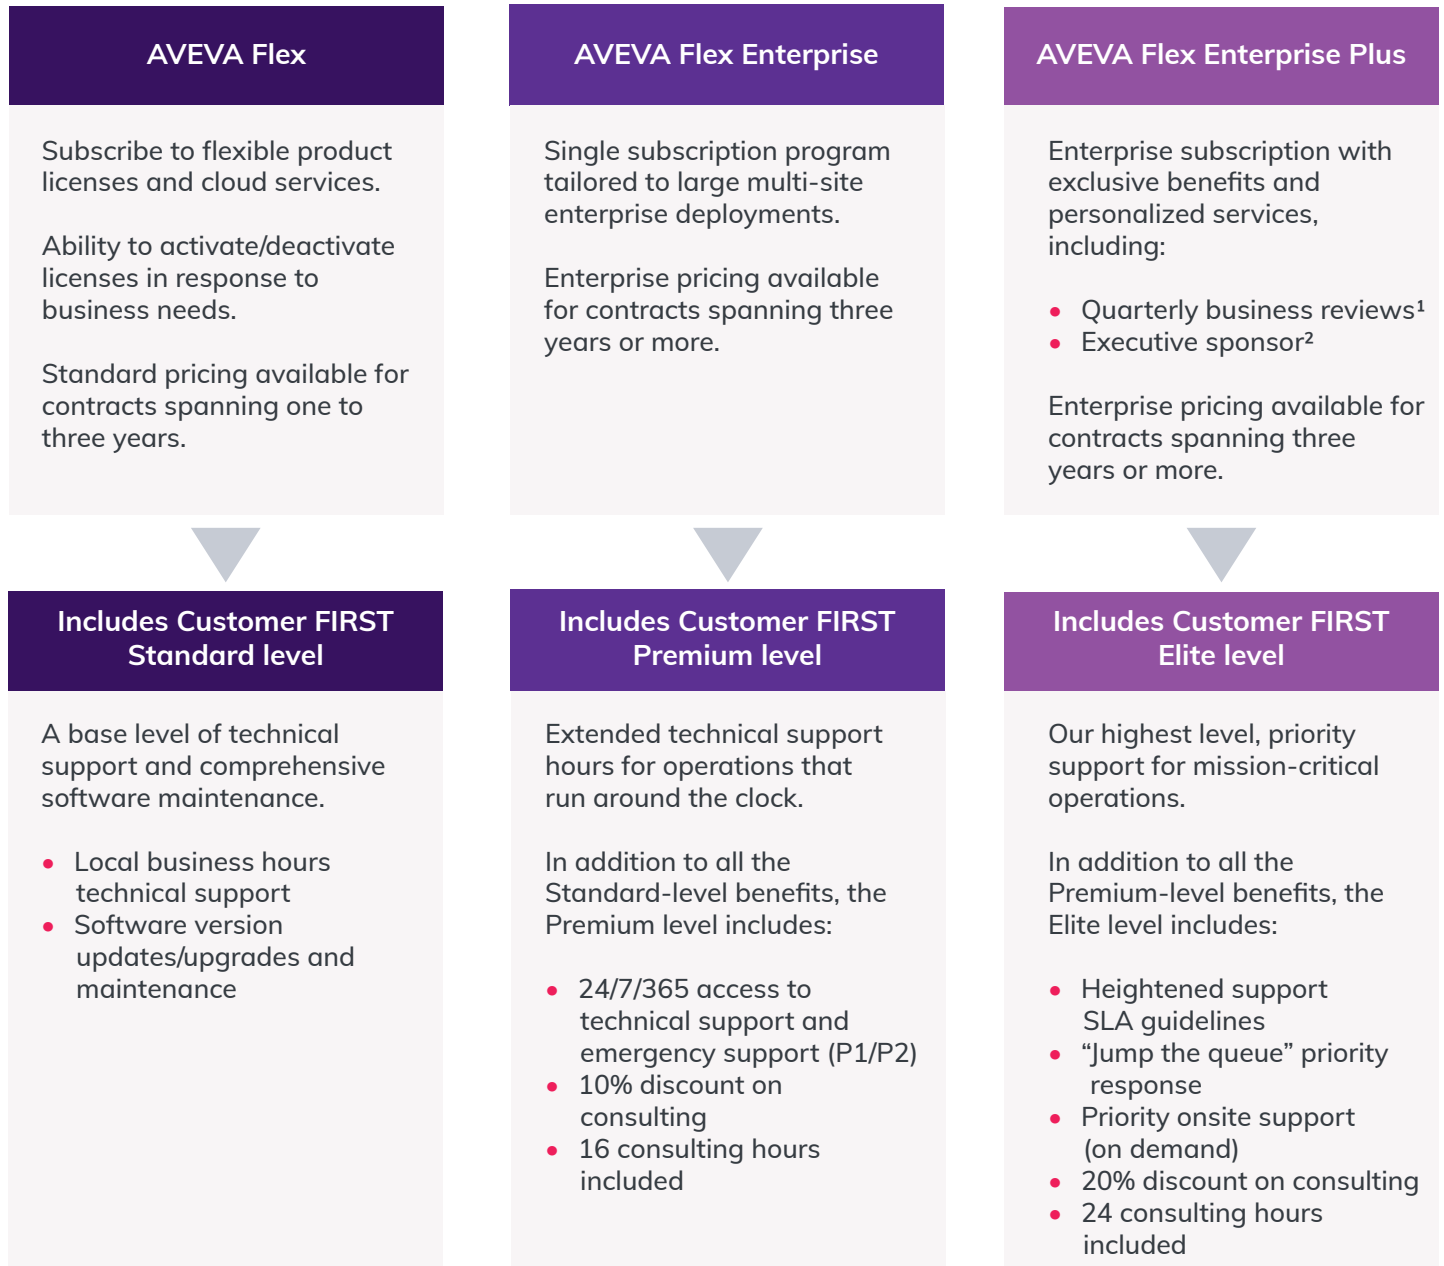 AVEVA Flex
Subscribe to flexible product
licenses and cloud services.
Ability to activate/deactivate
licenses in response to
business needs.
Standard pricing available for
contracts spanning one to
three years.
Includes Customer FIRST
Standard level
A base level of technical
support and comprehensive
software maintenance.
• Local business hours
technical support
• Software version
updates/upgrades and
maintenance
AVEVA Flex Enterprise
Single subscription program
tailored to large multi-site
enterprise deployments.
Enterprise pricing available
for contracts spanning three
years or more.
Includes Customer FIRST
Premium level
Extended technical support
hours for operations that
run around the clock.
In addition to all the
Standard-level benefits, the
Premium level includes:
• 24/7/365 access to
technical support and
emergency support (P1/P2)
• 10% discount on
consulting
• 16 consulting hours
included
AVEVA Flex Enterprise Plus
Enterprise subscription with
exclusive benefits and
personalized services,
including:
• Quarterly business reviews¹
• Executive sponsor²
Enterprise pricing available for
contracts spanning three
years or more.
Includes Customer FIRST
Elite level
Our highest level, priority
support for mission-critical
operations.
In addition to all the
Premium-level benefits, the
Elite level includes:
• Heightened support
SLA guidelines
• “Jump the queue” priority
response
• Priority onsite support
(on demand)
• 20% discount on consulting
• 24 consulting hours
included